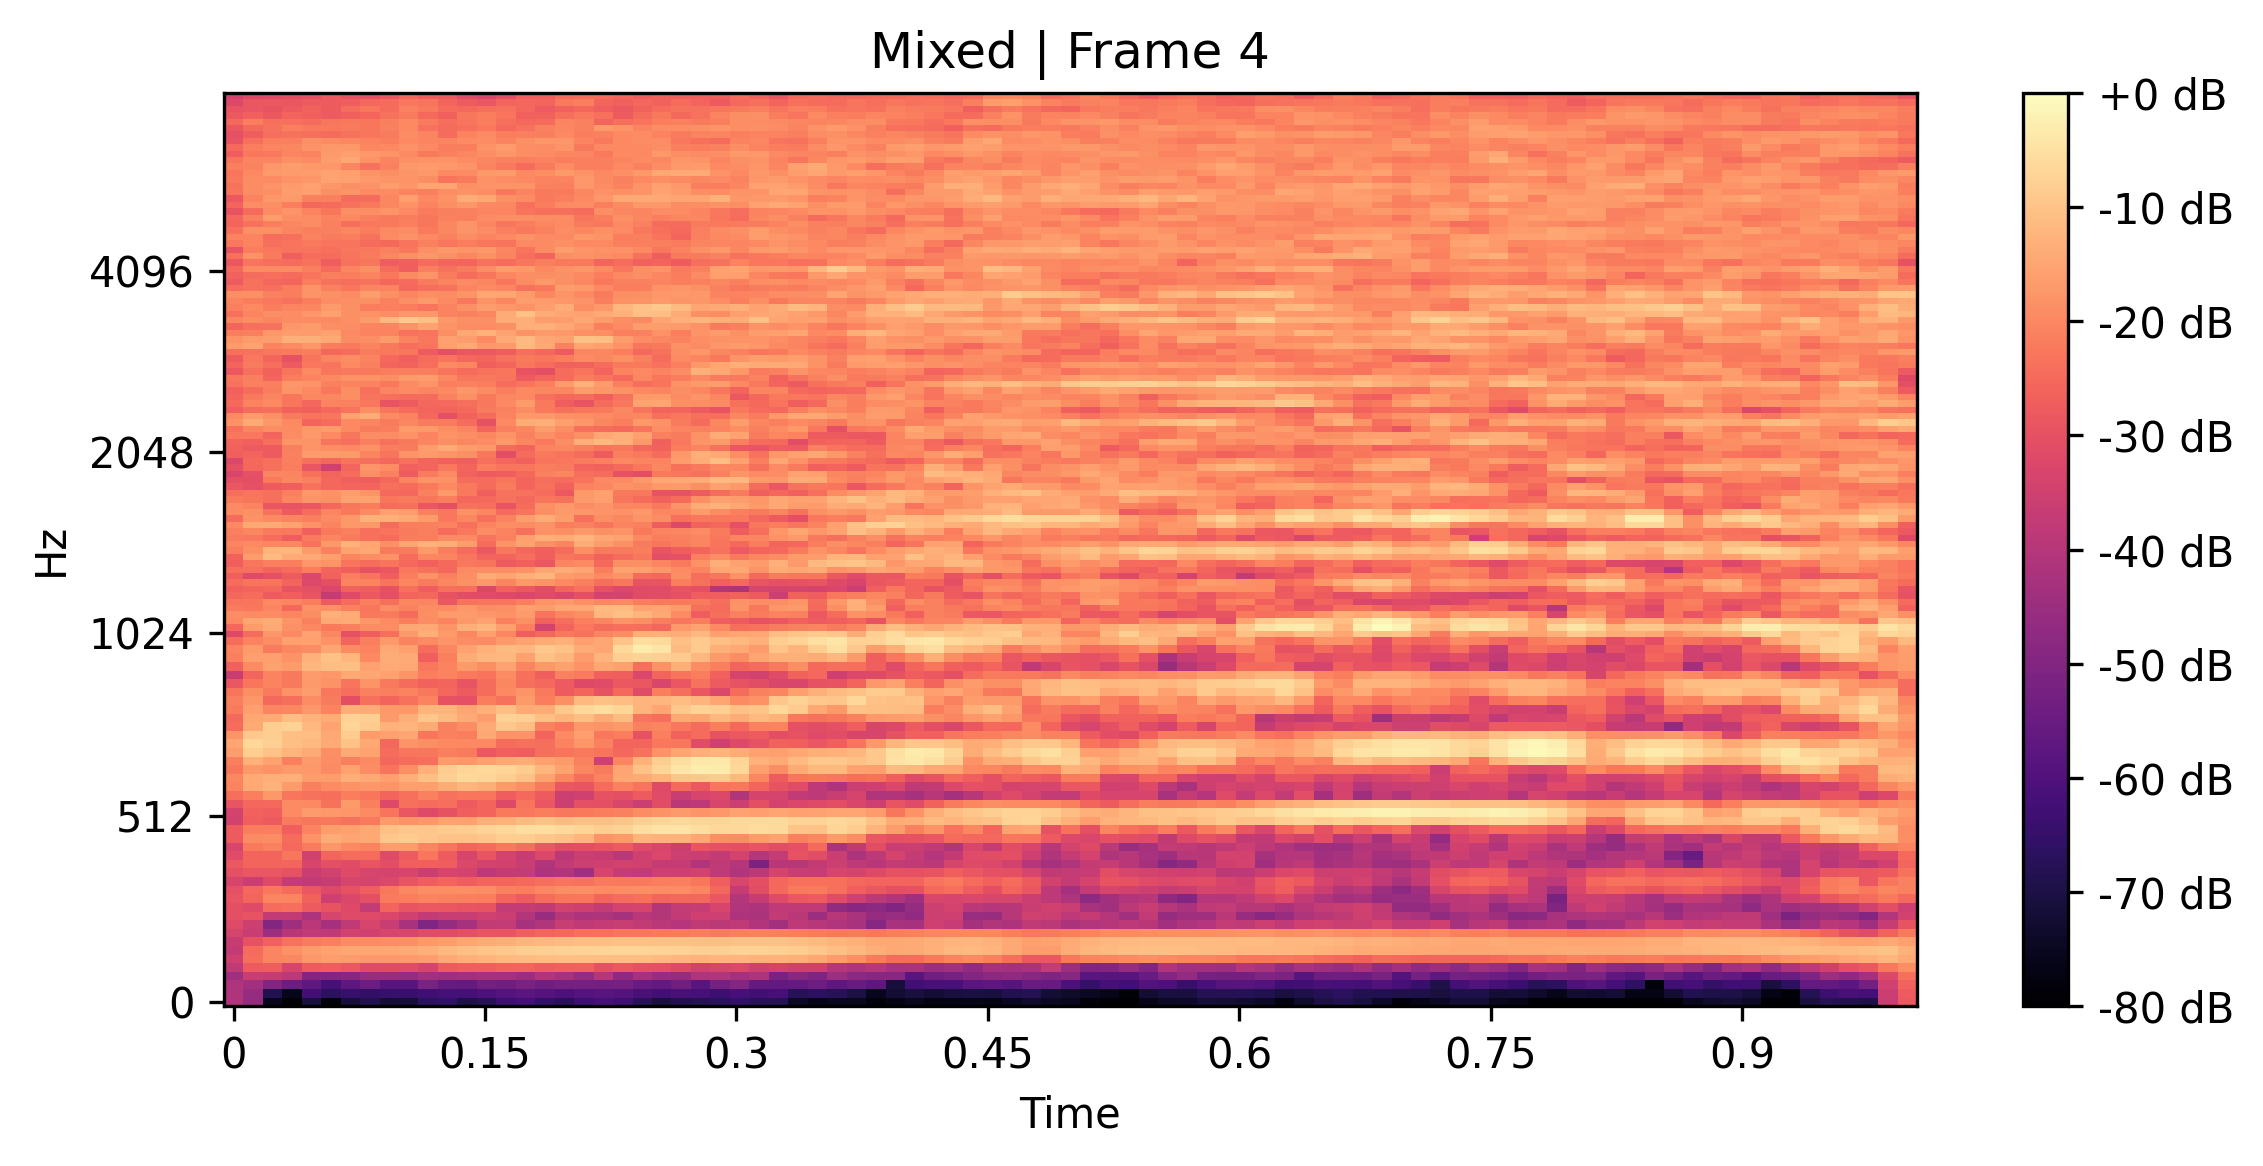 Mixed | Frame 4
+0 dB
-10 dB
-20 dB
-30 dB
-40 dB
-50 dB
-60 dB
-70 dB
-80 dB
Hz
4096
2048
1024
512
0
0 0.15 0.3 0.45 0.6 0.75 0.9
Time